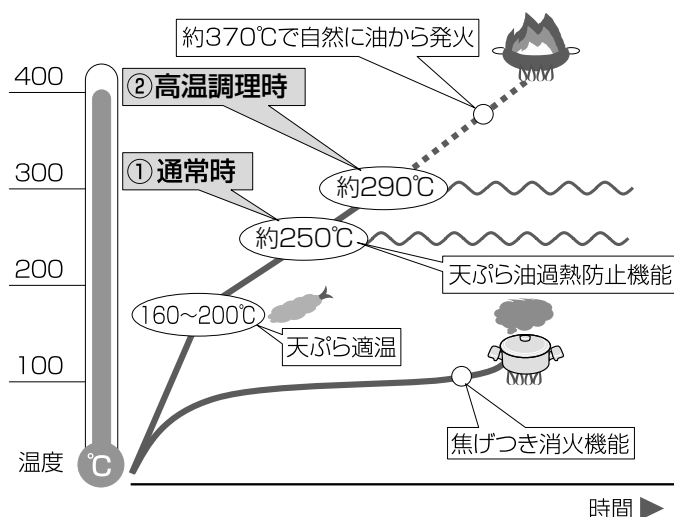 約370℃で自然に油から発火
400
②高温調理時
300
①通常時
約290℃
約250℃
200
天ぷら油過熱防止機能
160〜200℃
天ぷら適温
100
焦げつき消火機能
温度
℃
時間 ▶